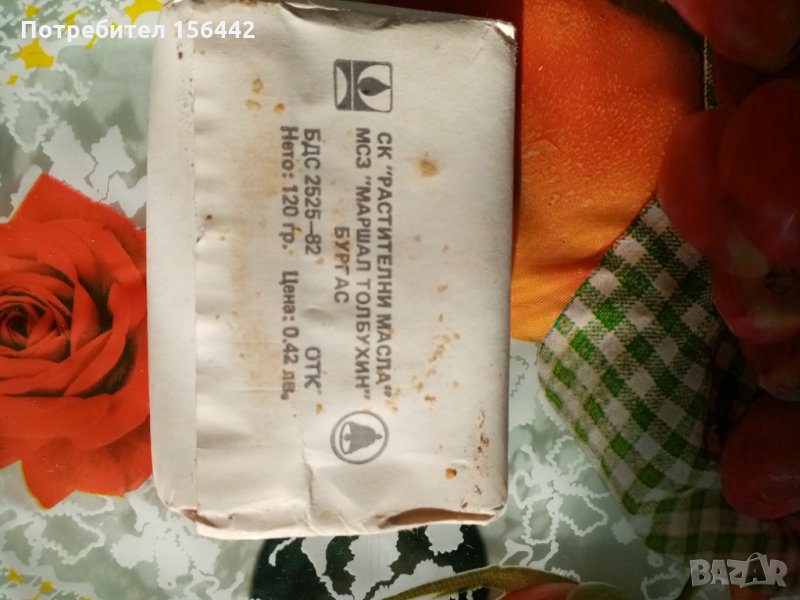 Потребител 156442
СК "РАСТИТЕЛНИ МАСЛА"
МСЗ "МАРШАЛ ТОЛБУХИН"
БУРГАС
БДС 2525–82 ОТК
Нето: 120 гр. Цена: 0.42 лв.
BAZAR